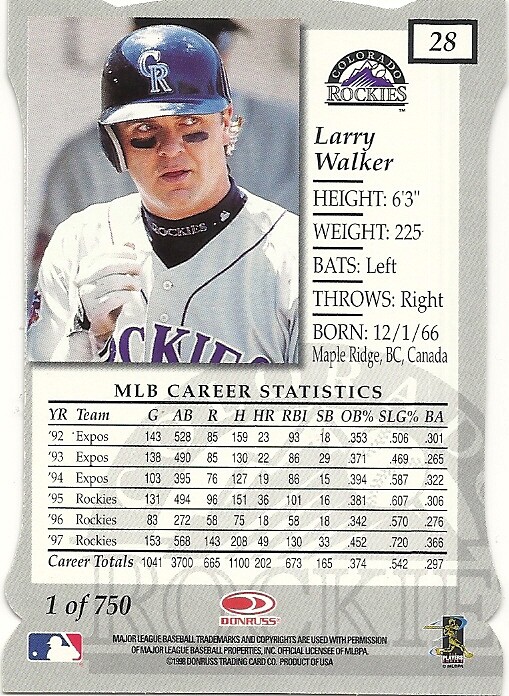 28
COLORADO
ROCKIES
TM
CR
ROCKIES
OCKIES
Larry
Walker
HEIGHT: 6'3"
WEIGHT: 225
BATS: Left
THROWS: Right
BORN: 12/1/66
Maple Ridge, BC, Canada
MLB CAREER STATISTICS
YR Team G AB R H HR RBI SB OB% SLG% BA
'92 Expos 143 528 85 159 23 93 18 .353 .506 .301
'93 Expos 138 490 85 130 22 86 29 .371 .469 .265
'94 Expos 103 395 76 127 19 86 15 .394 .587 .322
'95 Rockies 131 494 96 151 36 101 16 .381 .607 .306
'96 Rockies 83 272 58 75 18 58 18 .342 .570 .276
'97 Rockies 153 568 143 208 49 130 33 .452 .720 .366
Career Totals 1041 3700 655 1100 202 673 165 .374 .542 .297
1 of 750
DONRUSS
MAJOR LEAGUE BASEBALL TRADEMARKS AND COPYRIGHTS ARE USED WITH PERMISSION
OF MAJOR LEAGUE BASEBALL PROPERTIES, INC. OFFICIAL LICENSEE OF MLBPA.
©1998 DONRUSS TRADING CARD CO. PRODUCT OF USA
PLAYERS
© MLBPA